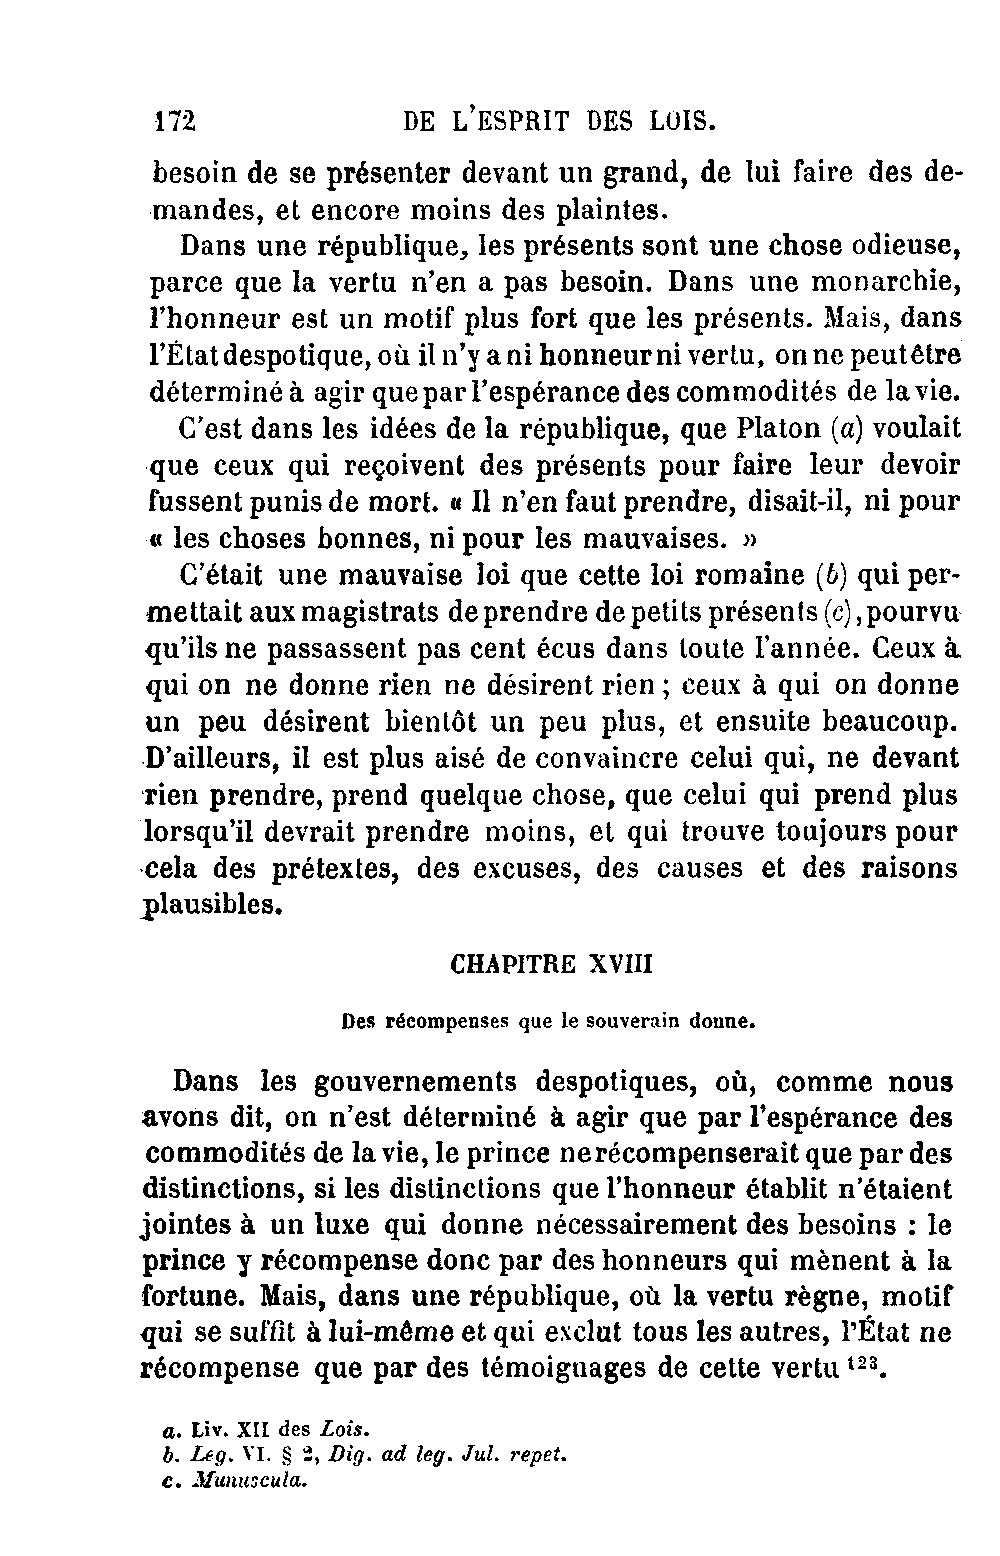 172 DE L'ESPRIT DES LOIS.
besoin de se présenter devant un grand, de lui faire des de-
mandes, et encore moins des plaintes.
Dans une république, les présents sont une chose odieuse,
parce que la vertu n'en a pas besoin. Dans une monarchie,
l'honneur est un motif plus fort que les présents. Mais, dans
l'État despotique, où il n'y a ni honneur ni vertu, on ne peut être
déterminé à agir que par l'espérance des commodités de la vie.
C'est dans les idées de la république, que Platon (a) voulait
que ceux qui reçoivent des présents pour faire leur devoir
fussent punis de mort. « Il n'en faut prendre, disait-il, ni pour
« les choses bonnes, ni pour les mauvaises. »
C'était une mauvaise loi que cette loi romaine (b) qui per-
mettait aux magistrats de prendre de petits présents (c), pourvu
qu'ils ne passassent pas cent écus dans toute l'année. Ceux à
qui on ne donne rien ne désirent rien ; ceux à qui on donne
un peu désirent bientôt un peu plus, et ensuite beaucoup.
D'ailleurs, il est plus aisé de convaincre celui qui, ne devant
rien prendre, prend quelque chose, que celui qui prend plus
lorsqu'il devrait prendre moins, et qui trouve toujours pour
cela des prétextes, des excuses, des causes et des raisons
plausibles.
CHAPITRE XVIII
Des récompenses que le souverain donne.
Dans les gouvernements despotiques, où, comme nous
avons dit, on n'est déterminé à agir que par l'espérance des
commodités de la vie, le prince ne récompenserait que par des
distinctions, si les distinctions que l'honneur établit n'étaient
jointes à un luxe qui donne nécessairement des besoins : le
prince y récompense donc par des honneurs qui mènent à la
fortune. Mais, dans une république, où la vertu règne, motif
qui se suffit à lui-même et qui exclut tous les autres, l'État ne
récompense que par des témoignages de cette vertu ¹²³.
a. Liv. XII des Lois.
b. Leg. VI. § 2, Dig. ad leg. Jul. repet.
c. Munuscula.